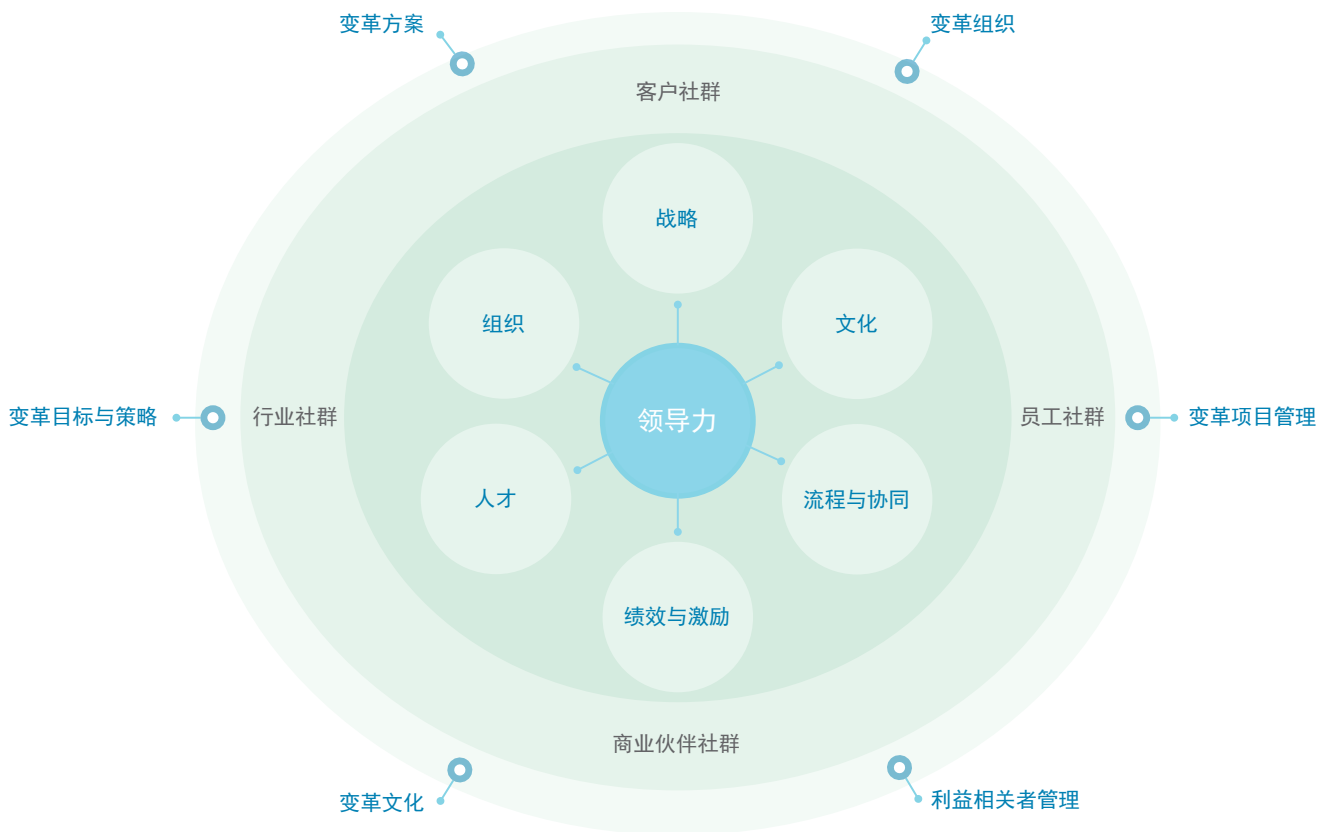 变革方案
变革组织
客户社群
战略
组织
文化
变革目标与策略
行业社群
领导力
员工社群
变革项目管理
人才
流程与协同
绩效与激励
商业伙伴社群
变革文化
利益相关者管理